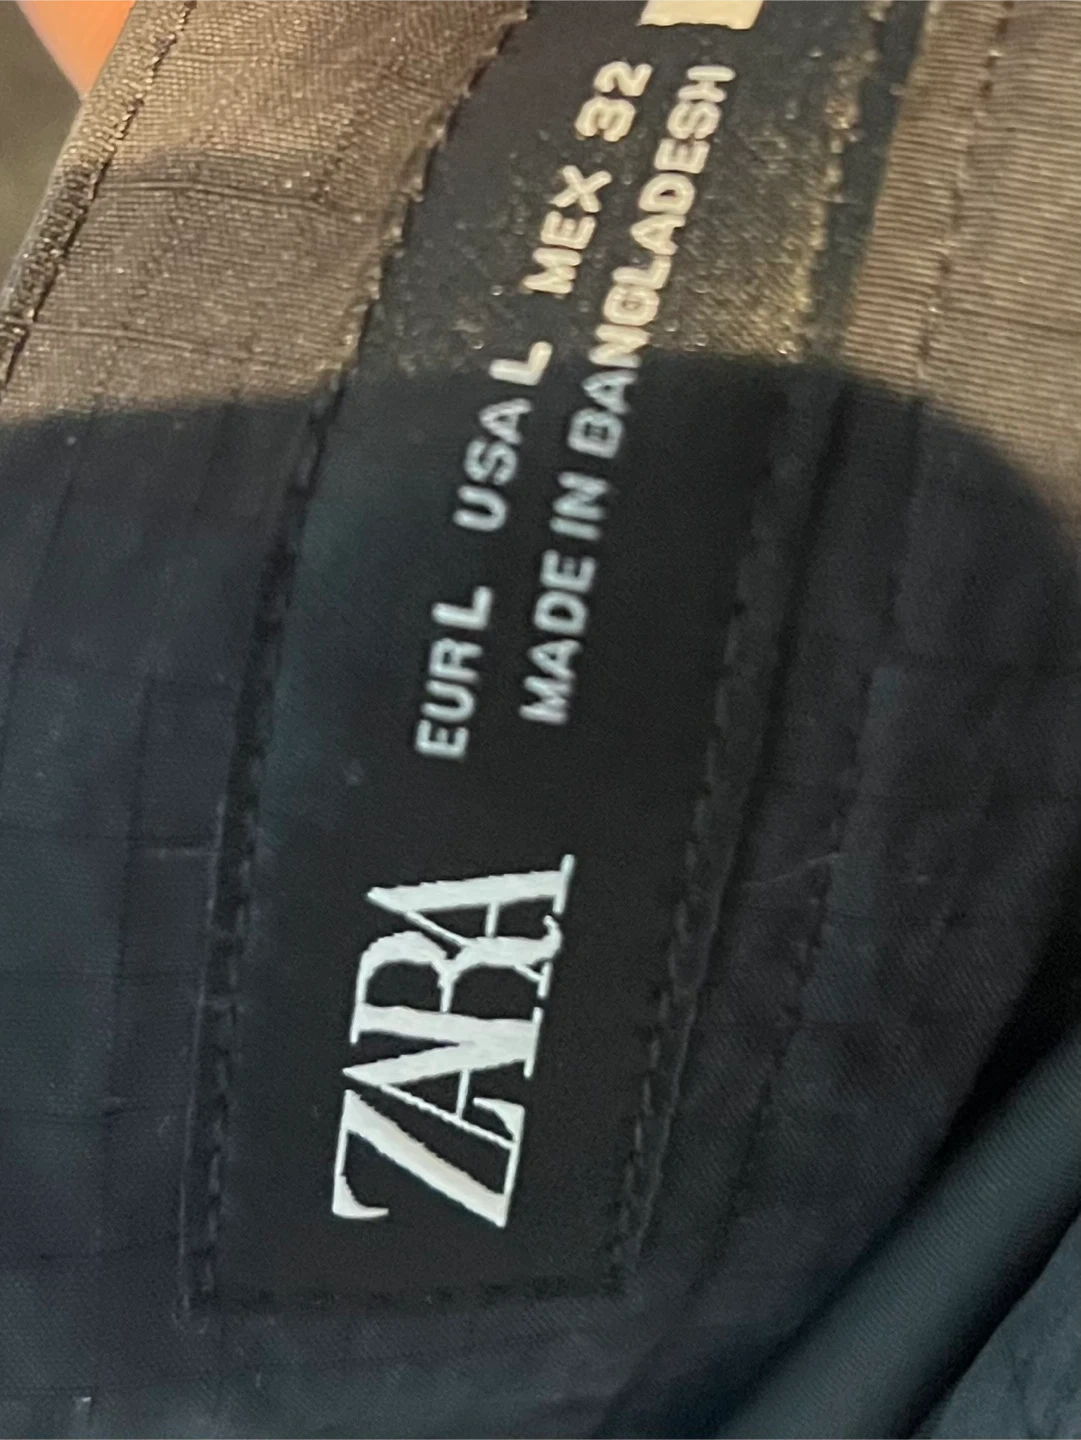 ZARA
EUR L USA L MEX 32
MADE IN BANGLADESH